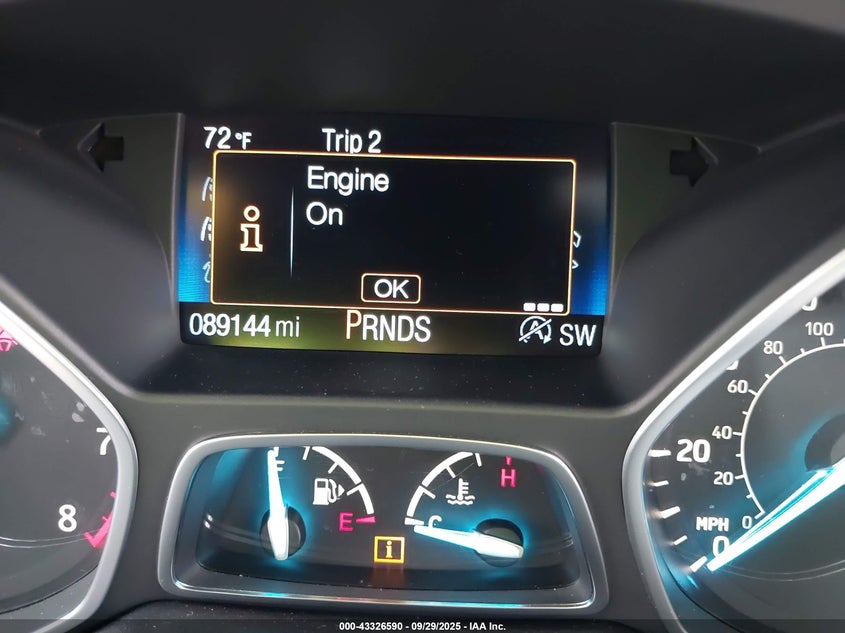 72°F Trip 2
Engine
On
i
OK
089144 mi PRNDS SW
7
8
E
C
H
i
100
80
60
40
20
0
20
MPH
0
000-43326590 - 09/29/2025 - IAA Inc.